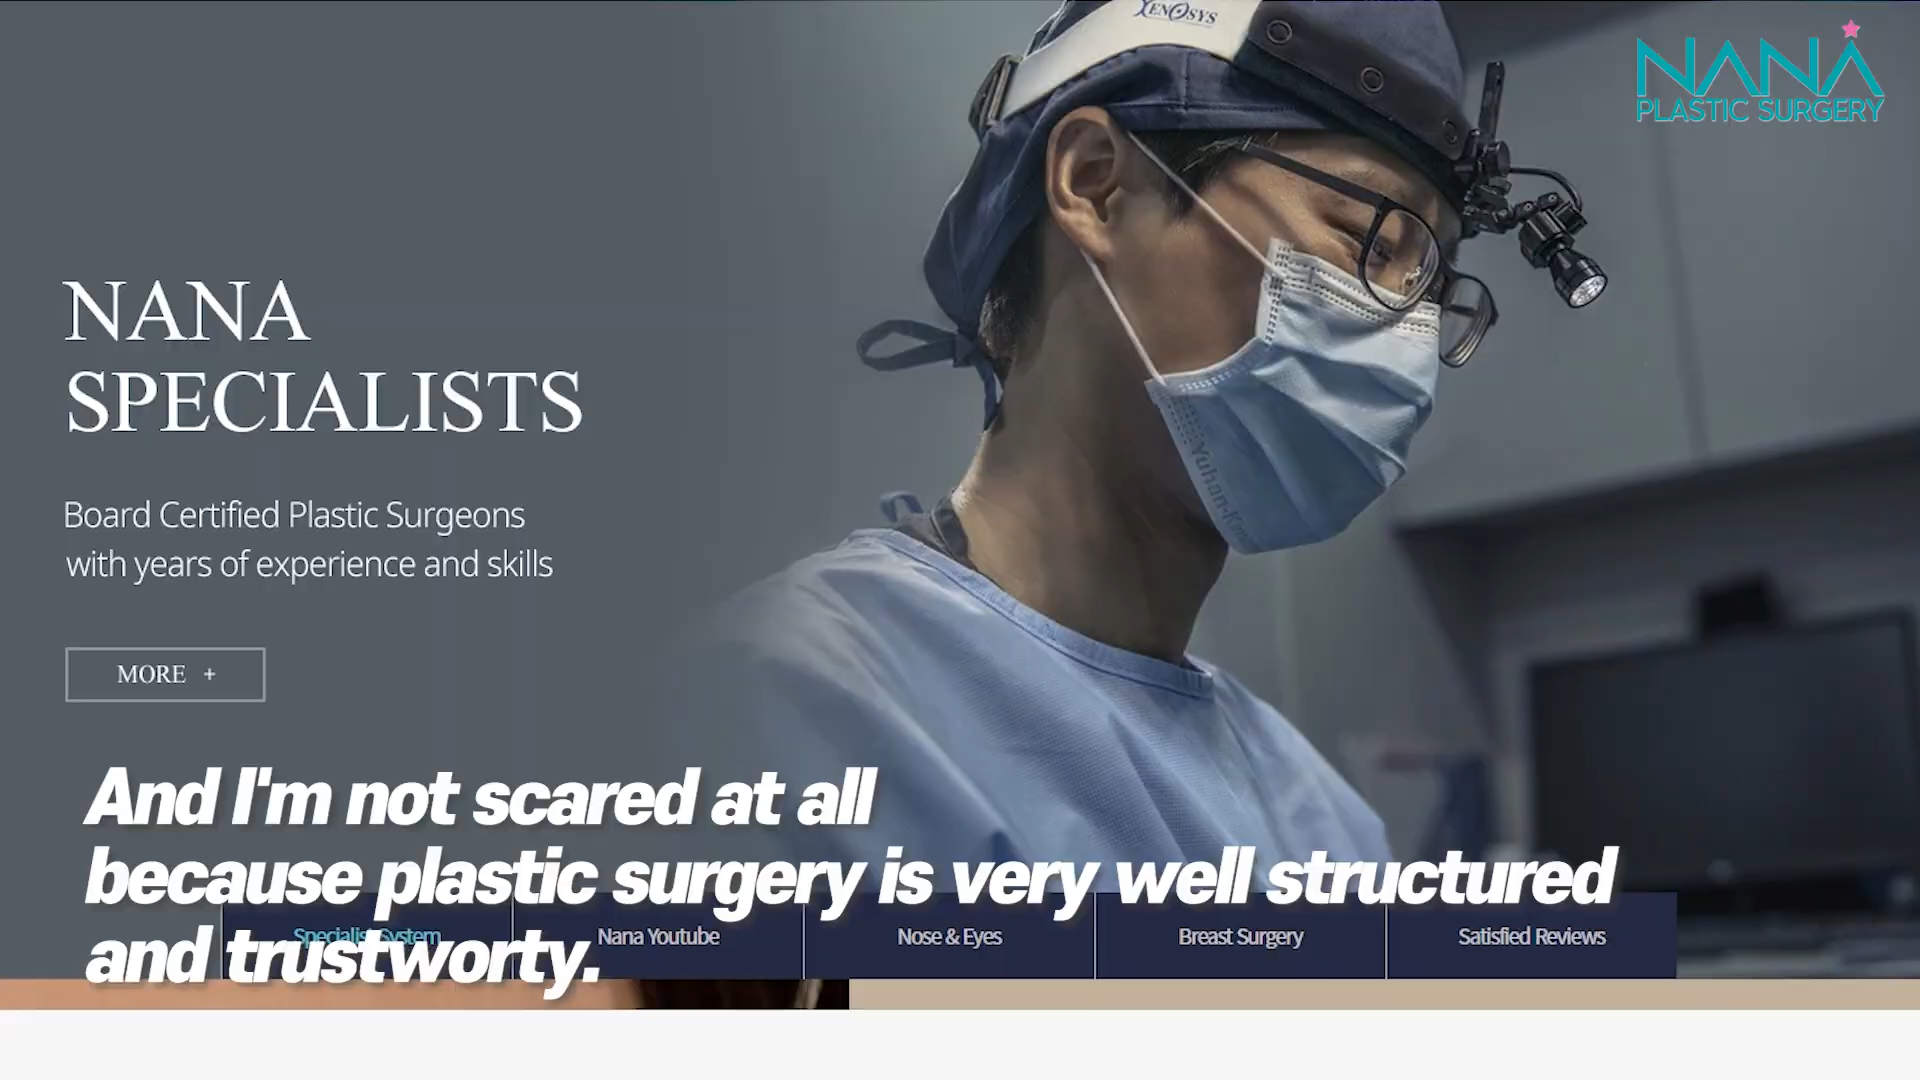 XENOSYS
NANA
PLASTIC SURGERY
NANA
SPECIALISTS
Board Certified Plastic Surgeons
with years of experience and skills
MORE +
And I'm not scared at all
because plastic surgery is very well structured
and trustworty.
Specialist System
Nana Youtube
Nose & Eyes
Breast Surgery
Satisfied Reviews